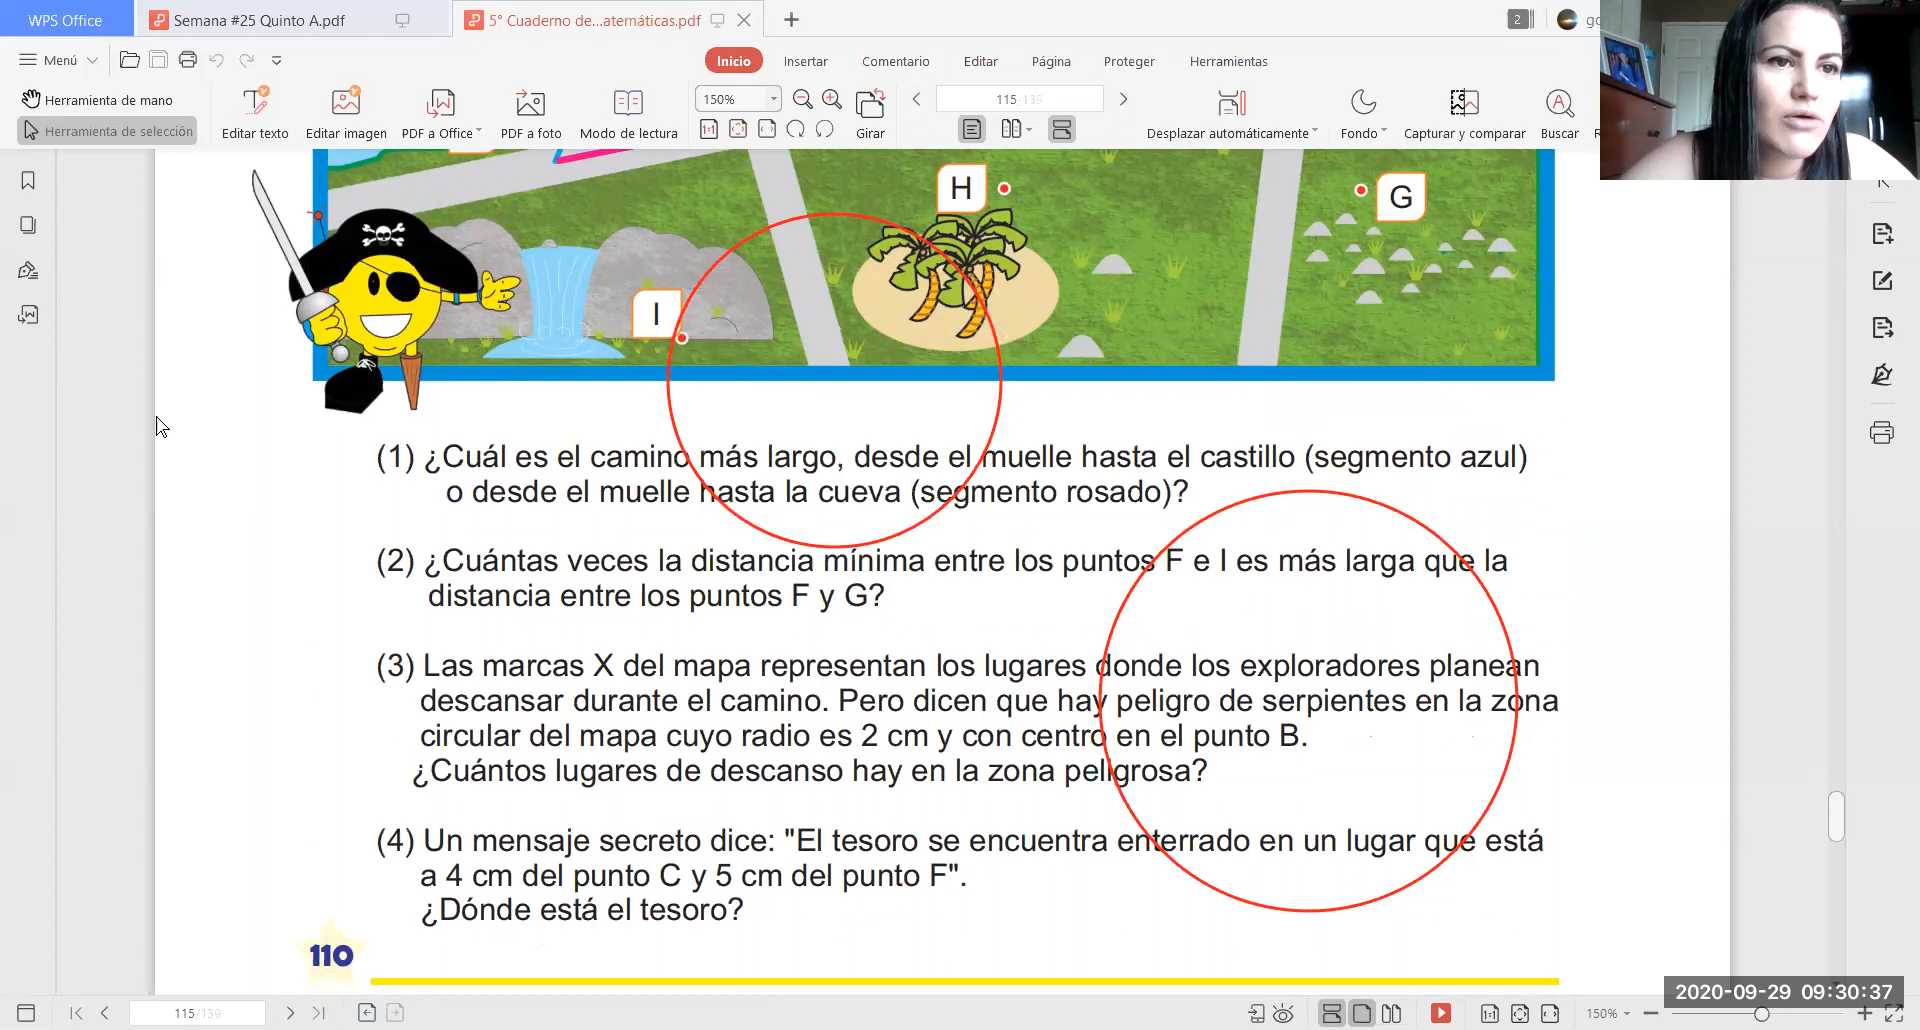 WPS Office
Semana #25 Quinto A.pdf
5° Cuaderno de...atemáticas.pdf
2
Menú
Inicio
Insertar
Comentario
Editar
Página
Proteger
Herramientas
Herramienta de mano
Herramienta de selección
Editar texto
Editar imagen
PDF a Office
PDF a foto
Modo de lectura
150%
Girar
115/139
Desplazar automáticamente
Fondo
Capturar y comparar
Buscar
H
G
I
(1) ¿Cuál es el camino más largo, desde el muelle hasta el castillo (segmento azul)
o desde el muelle hasta la cueva (segmento rosado)?
(2) ¿Cuántas veces la distancia mínima entre los puntos F e I es más larga que la
distancia entre los puntos F y G?
(3) Las marcas X del mapa representan los lugares donde los exploradores planean
descansar durante el camino. Pero dicen que hay peligro de serpientes en la zona
circular del mapa cuyo radio es 2 cm y con centro en el punto B.
¿Cuántos lugares de descanso hay en la zona peligrosa?
(4) Un mensaje secreto dice: "El tesoro se encuentra enterrado en un lugar que está
a 4 cm del punto C y 5 cm del punto F".
¿Dónde está el tesoro?
110
2020-09-29 09:30:37
115/139
150%